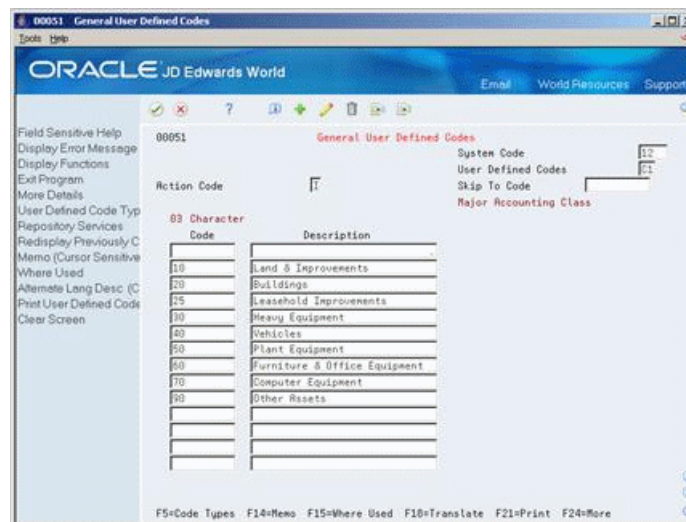 00051 General User Defined Codes
Tools Help
ORACLE JD Edwards World
Email World Resources Support
Field Sensitive Help
Display Error Message
Display Functions
Exit Program
More Details
User Defined Code Typ
Repository Services
Redisplay Previously C
Memo (Cursor Sensitive
Where Used
Alternate Lang Desc (C
Print User Defined Code
Clear Screen
00051 General User Defined Codes
System Code 12
User Defined Codes C1
Action Code I Skip To Code
Major Accounting Class
03 Character
Code Description
10 Land & Improvements
20 Buildings
25 Leasehold Improvements
30 Heavy Equipment
40 Vehicles
50 Plant Equipment
60 Furniture & Office Equipment
70 Computer Equipment
90 Other Assets
F5=Code Types F14=Memo F15=Where Used F18=Translate F21=Print F24=More